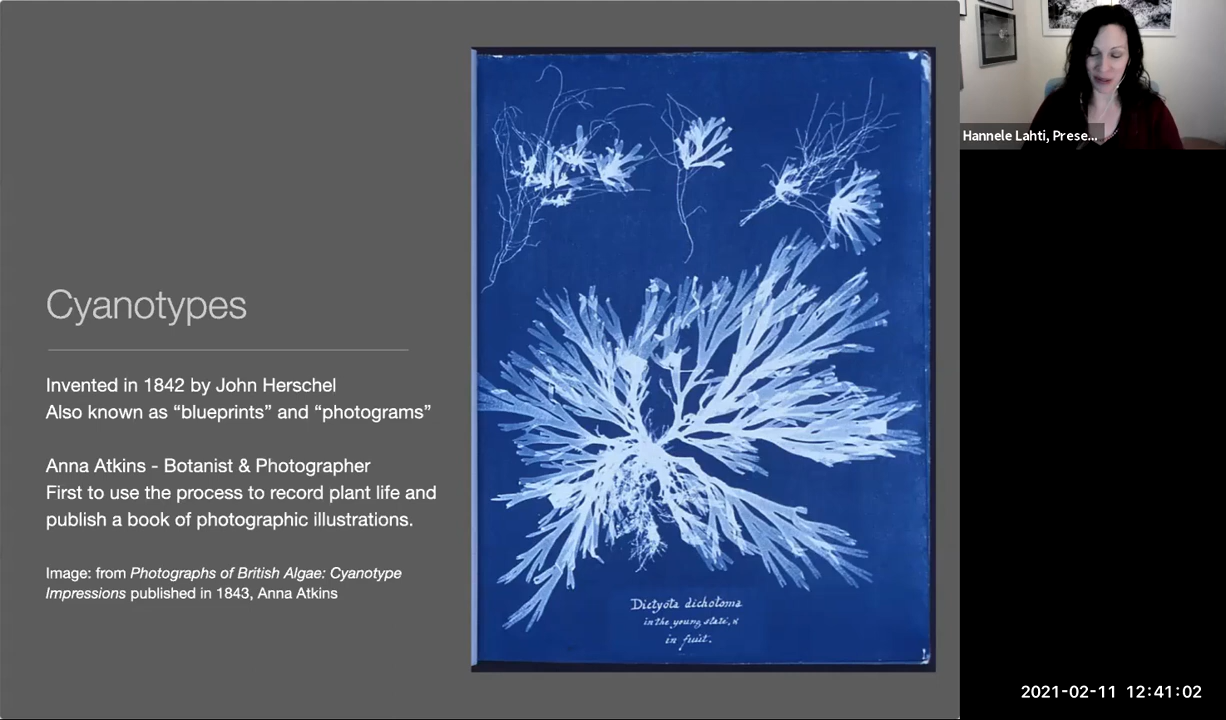 Cyanotypes
Invented in 1842 by John Herschel
Also known as “blueprints” and “photograms”
Anna Atkins - Botanist & Photographer
First to use the process to record plant life and
publish a book of photographic illustrations.
Image: from Photographs of British Algae: Cyanotype
Impressions published in 1843, Anna Atkins
Dictyota dichotoma
in the young state, &
in fruit.
Hannele Lahti, Prese...
2021-02-11 12:41:02